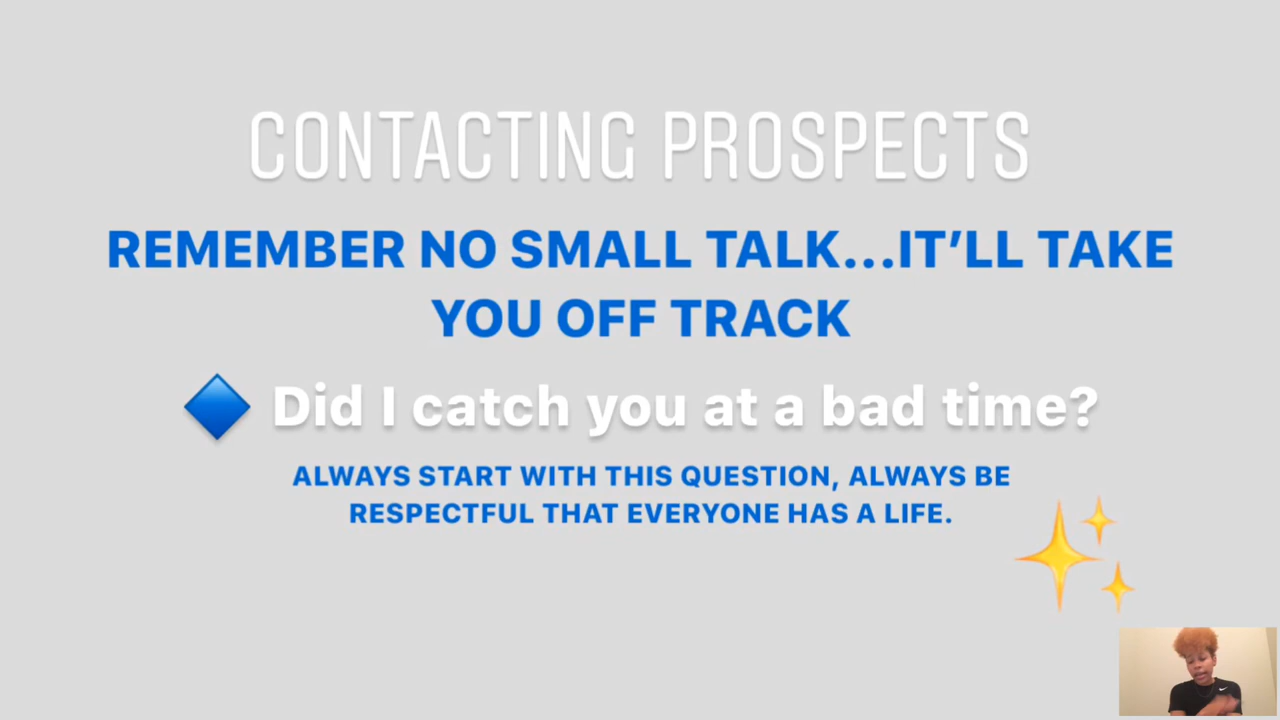 CONTACTING PROSPECTS
REMEMBER NO SMALL TALK...IT’LL TAKE
YOU OFF TRACK
Did I catch you at a bad time?
ALWAYS START WITH THIS QUESTION, ALWAYS BE
RESPECTFUL THAT EVERYONE HAS A LIFE.